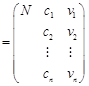 = ( N c₁ v₁
c₂ v₂
⋮ ⋮
cₙ vₙ )